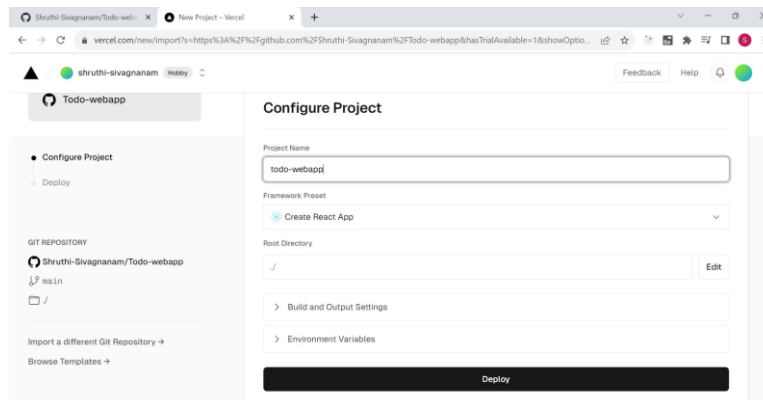 Shruthi-Sivagnanam/Todo-web
New Project – Vercel
vercel.com/new/import?s=https%3A%2F%2Fgithub.com%2FShruthi-Sivagnanam%2FTodo-webapp&hasTrialAvailable=1&showOptio...
S
shruthi-sivagnanam Hobby
Feedback Help
Todo-webapp
Configure Project
Deploy
GIT REPOSITORY
Shruthi-Sivagnanam/Todo-webapp
main
./
Import a different Git Repository →
Browse Templates →
Configure Project
Project Name
todo-webapp
Framework Preset
Create React App
Root Directory
./
Edit
Build and Output Settings
Environment Variables
Deploy